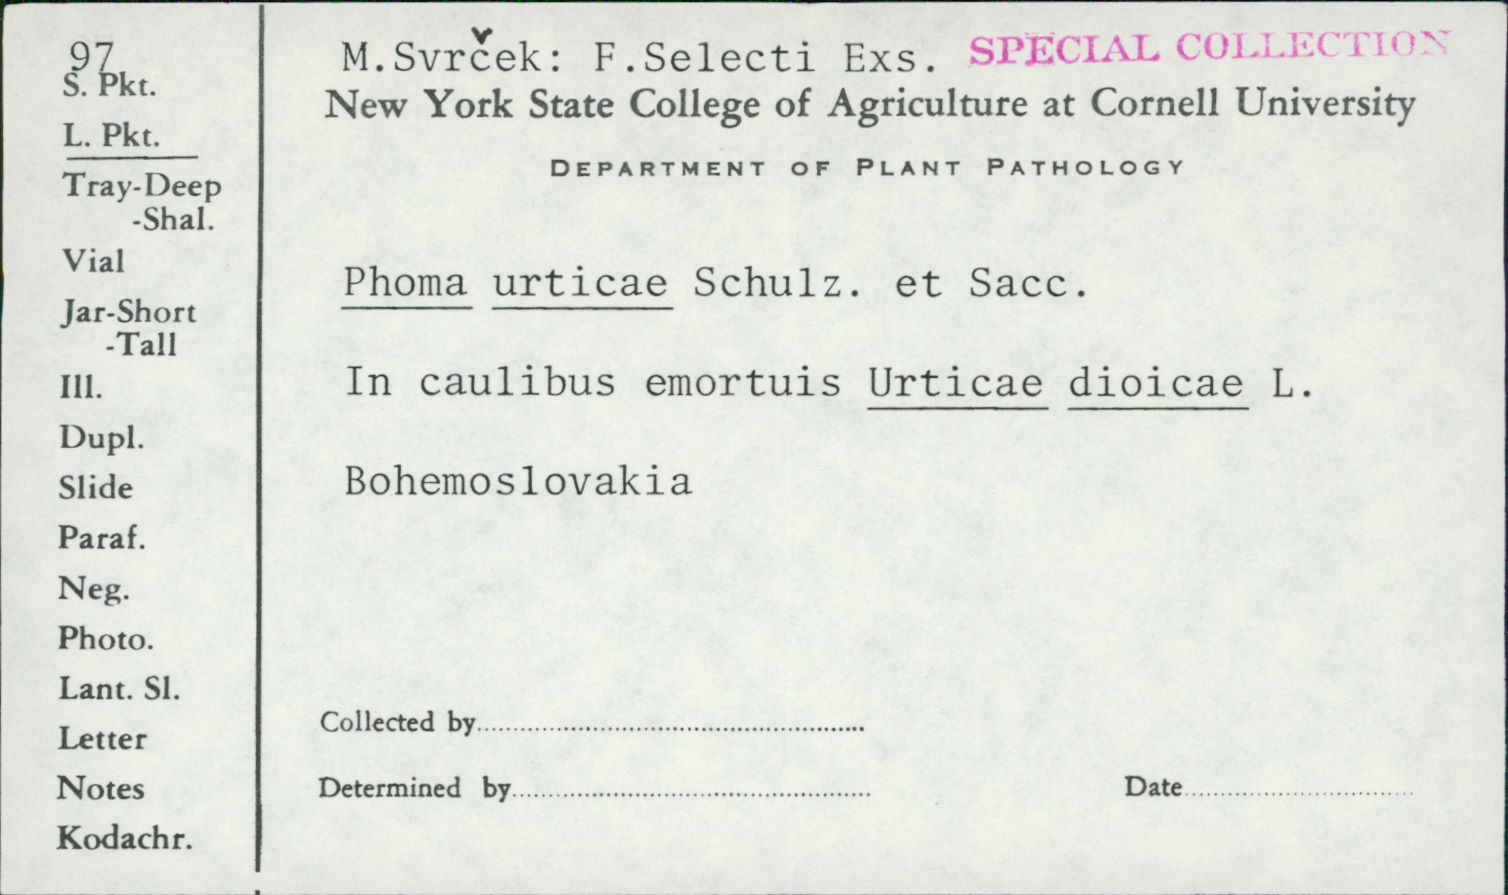 97
S. Pkt.
L. Pkt.
Tray-Deep
-Shal.
Vial
Jar-Short
-Tall
Ill.
Dupl.
Slide
Paraf.
Neg.
Photo.
Lant. Sl.
Letter
Notes
Kodachr.
M.Svrček: F.Selecti Exs. SPECIAL COLLECTION
New York State College of Agriculture at Cornell University
DEPARTMENT OF PLANT PATHOLOGY
Phoma urticae Schulz. et Sacc.
In caulibus emortuis Urticae dioicae L.
Bohemoslovakia
Collected by
Determined by Date